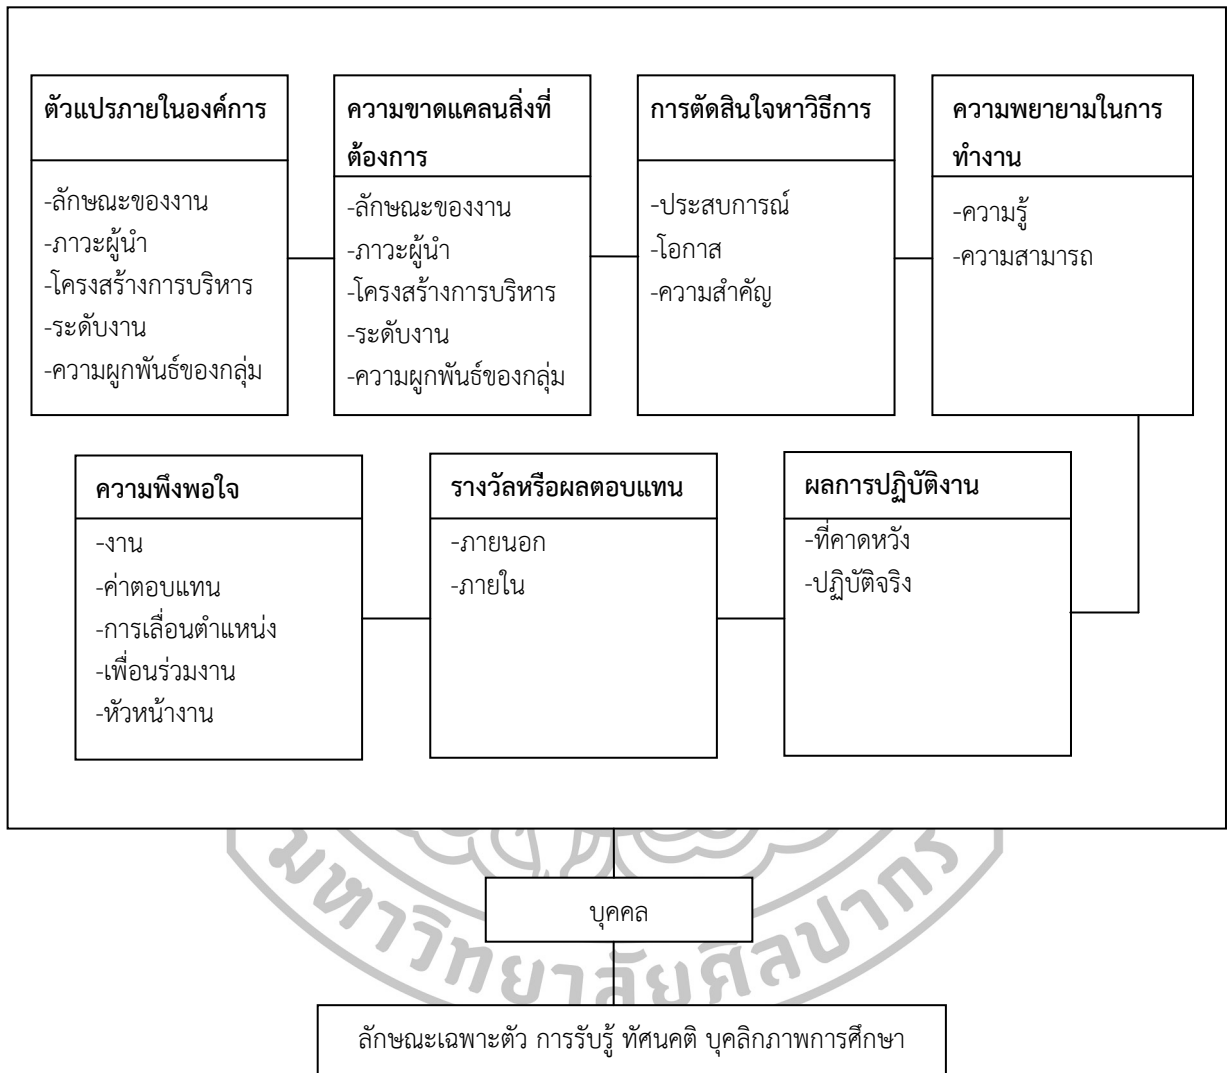 ตัวแปรภายในองค์การ
-ลักษณะของงาน
-ภาวะผู้นำ
-โครงสร้างการบริหาร
-ระดับงาน
-ความผูกพันธ์ของกลุ่ม
ความขาดแคลนสิ่งที่
ต้องการ
-ลักษณะของงาน
-ภาวะผู้นำ
-โครงสร้างการบริหาร
-ระดับงาน
-ความผูกพันธ์ของกลุ่ม
การตัดสินใจหาวิธีการ
-ประสบการณ์
-โอกาส
-ความสำคัญ
ความพยายามในการ
ทำงาน
-ความรู้
-ความสามารถ
ความพึงพอใจ
-งาน
-ค่าตอบแทน
-การเลื่อนตำแหน่ง
-เพื่อนร่วมงาน
-หัวหน้างาน
รางวัลหรือผลตอบแทน
-ภายนอก
-ภายใน
ผลการปฏิบัติงาน
-ที่คาดหวัง
-ปฏิบัติจริง
บุคคล
มหาวิทยาลัยศิลปากร
ลักษณะเฉพาะตัว การรับรู้ ทัศนคติ บุคลิกภาพการศึกษา